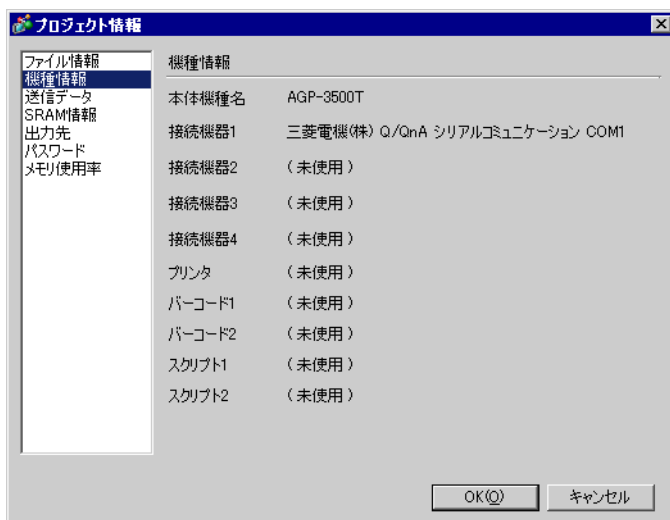 プロジェクト情報
ファイル情報
機種情報
送信データ
SRAM情報
出力先
パスワード
メモリ使用率
機種情報
本体機種名 AGP-3500T
接続機器1 三菱電機(株) Q/QnA シリアルコミュニケーション COM1
接続機器2 (未使用)
接続機器3 (未使用)
接続機器4 (未使用)
プリンタ (未使用)
バーコード1 (未使用)
バーコード2 (未使用)
スクリプト1 (未使用)
スクリプト2 (未使用)
OK(O) キャンセル